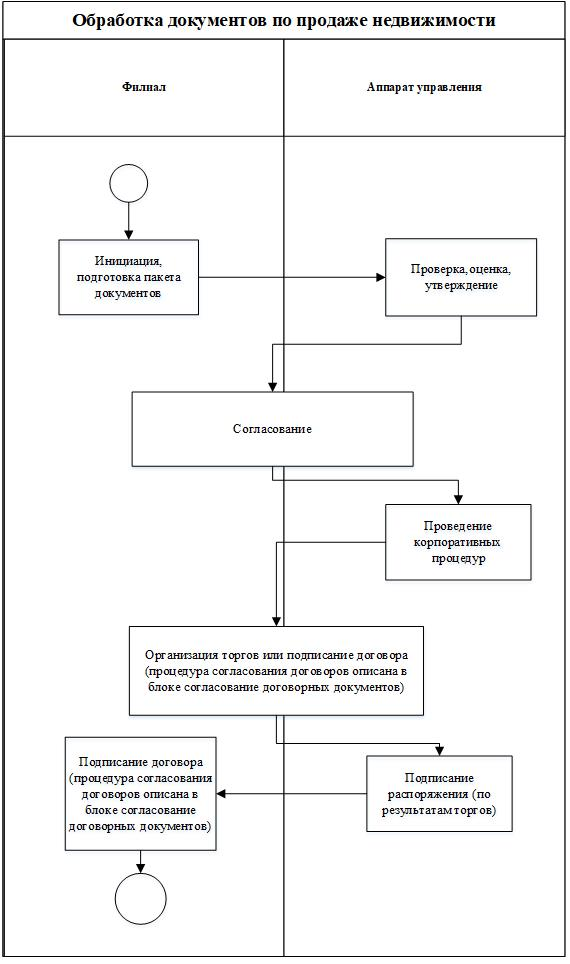 Обработка документов по продаже недвижимости
Филиал
Аппарат управления
Инициация,
подготовка пакета
документов
Проверка, оценка,
утверждение
Согласование
Проведение
корпоративных
процедур
Организация торгов или подписание договора
(процедура согласования договоров описана в
блоке согласование договорных документов)
Подписание договора
(процедура согласования
договоров описана в
блоке согласование
договорных документов)
Подписание
распоряжения (по
результатам торгов)